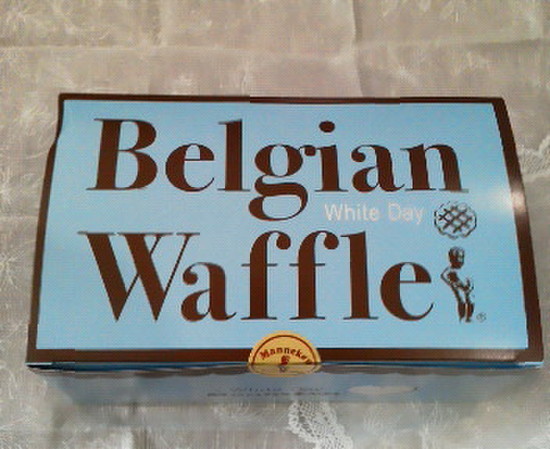 Belgian
White Day
Waffle
®
Manneken